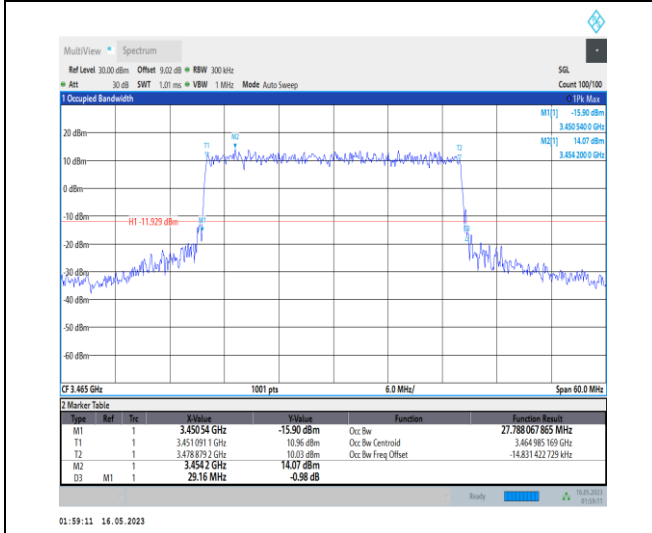 MultiView Spectrum
Ref Level 30.00 dBm Offset 9.02 dB RBW 300 kHz SGL
Att 30 dB SWT 1.01 ms VBW 1 MHz Mode Auto Sweep Count 100/100
1 Occupied Bandwidth 1Pk Max
M1[1] -15.90 dBm
3.450 540 0 GHz
M2[1] 14.07 dBm
3.454 200 0 GHz
20 dBm
M2
T1
T2
10 dBm
0 dBm
-10 dBm
H1 -11.929 dBm
M1
D3
-20 dBm
-30 dBm
-40 dBm
-50 dBm
-60 dBm
CF 3.465 GHz 1001 pts 6.0 MHz/ Span 60.0 MHz
2 Marker Table
Type Ref Trc X-Value Y-Value Function Function Result
M1 1 3.45054 GHz -15.90 dBm Occ Bw 27.788 067 865 MHz
T1 1 3.451 091 1 GHz 10.96 dBm Occ Bw Centroid 3.464 985 169 GHz
T2 1 3.478 879 2 GHz 10.03 dBm Occ Bw Freq Offset -14.831 422 729 kHz
M2 1 3.4542 GHz 14.07 dBm
D3 M1 1 29.16 MHz -0.98 dB
Ready 16.05.2023
01:59:11
01:59:11 16.05.2023